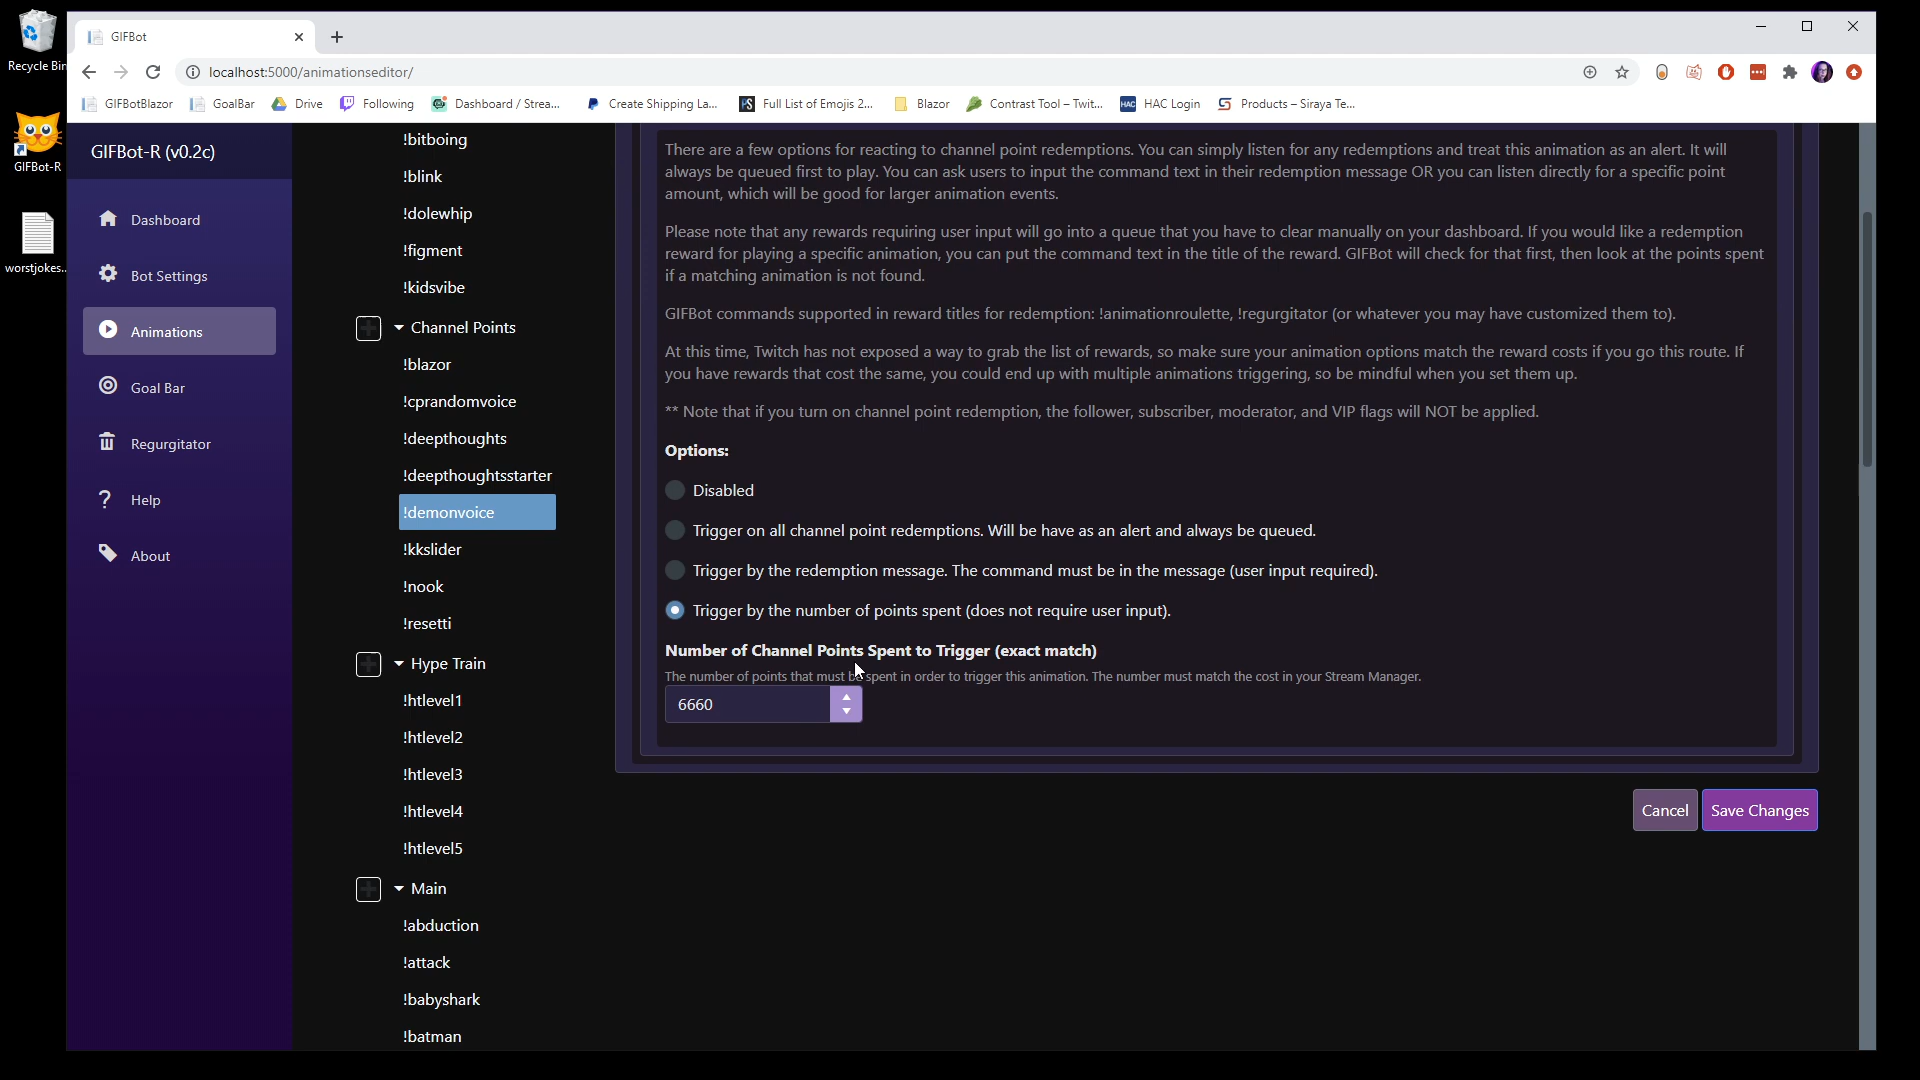 Recycle Bin
GIFBot-R
worstjokes...
GIFBot
localhost:5000/animationseditor/
GIFBotBlazor
GoalBar
Drive
Following
Dashboard / Strea...
Create Shipping La...
Full List of Emojis 2...
Blazor
Contrast Tool – Twit...
HAC
HAC Login
Products – Siraya Te...
GIFBot-R (v0.2c)
Dashboard
Bot Settings
Animations
Goal Bar
Regurgitator
Help
About
!bitboing
!blink
!dolewhip
!figment
!kidsvibe
Channel Points
!blazor
!cprandomvoice
!deepthoughts
!deepthoughtsstarter
!demonvoice
!kkslider
!nook
!resetti
Hype Train
!htlevel1
!htlevel2
!htlevel3
!htlevel4
!htlevel5
Main
!abduction
!attack
!babyshark
!batman
There are a few options for reacting to channel point redemptions. You can simply listen for any redemptions and treat this animation as an alert. It will
always be queued first to play. You can ask users to input the command text in their redemption message OR you can listen directly for a specific point
amount, which will be good for larger animation events.
Please note that any rewards requiring user input will go into a queue that you have to clear manually on your dashboard. If you would like a redemption
reward for playing a specific animation, you can put the command text in the title of the reward. GIFBot will check for that first, then look at the points spent
if a matching animation is not found.
GIFBot commands supported in reward titles for redemption: !animationroulette, !regurgitator (or whatever you may have customized them to).
At this time, Twitch has not exposed a way to grab the list of rewards, so make sure your animation options match the reward costs if you go this route. If
you have rewards that cost the same, you could end up with multiple animations triggering, so be mindful when you set them up.
** Note that if you turn on channel point redemption, the follower, subscriber, moderator, and VIP flags will NOT be applied.
Options:
Disabled
Trigger on all channel point redemptions. Will be have as an alert and always be queued.
Trigger by the redemption message. The command must be in the message (user input required).
Trigger by the number of points spent (does not require user input).
Number of Channel Points Spent to Trigger (exact match)
The number of points that must be spent in order to trigger this animation. The number must match the cost in your Stream Manager.
6660
Cancel
Save Changes